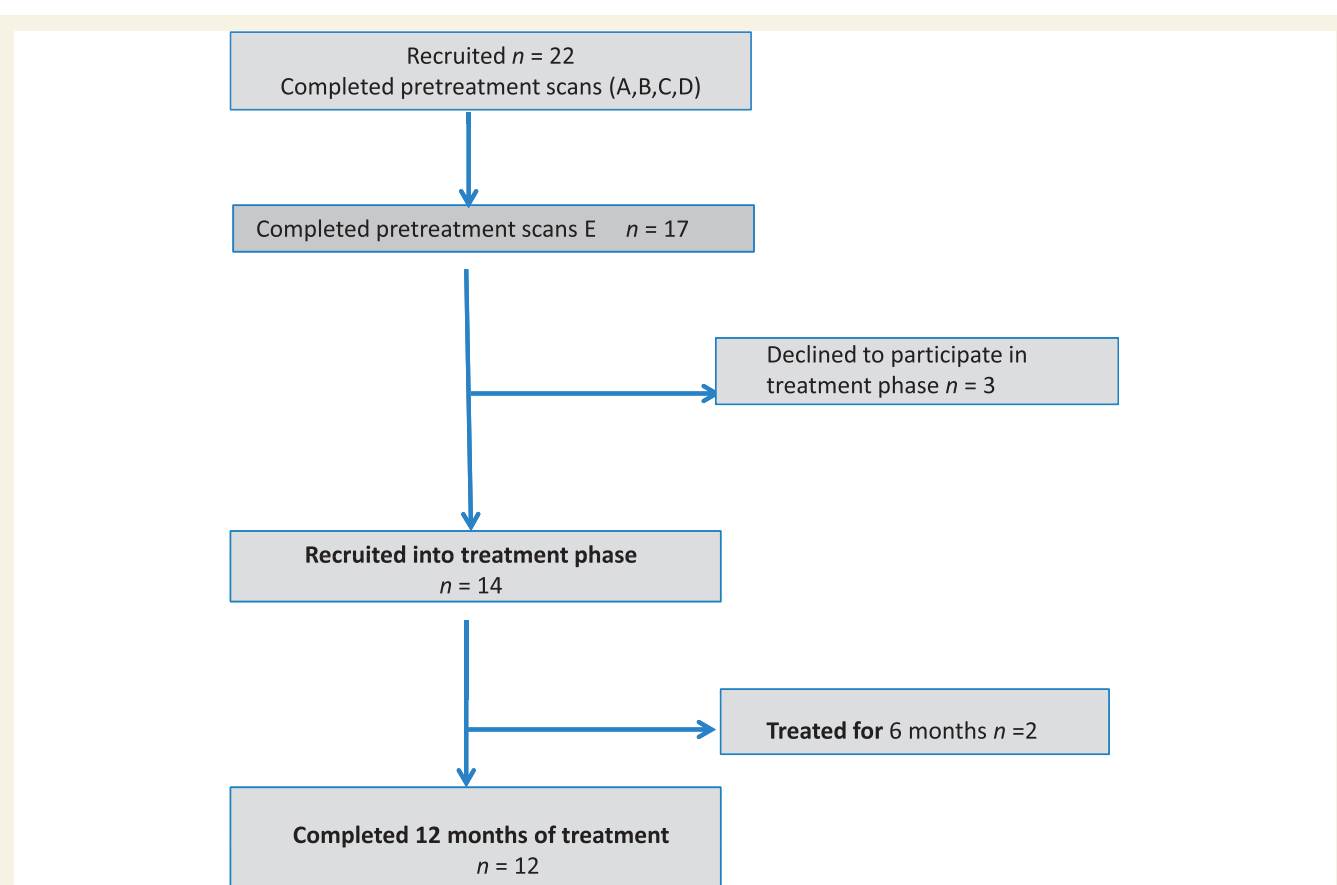 Recruited n = 22
Completed pretreatment scans (A,B,C,D)
Completed pretreatment scans E n = 17
Declined to participate in
treatment phase n = 3
Recruited into treatment phase
n = 14
Treated for 6 months n =2
Completed 12 months of treatment
n = 12